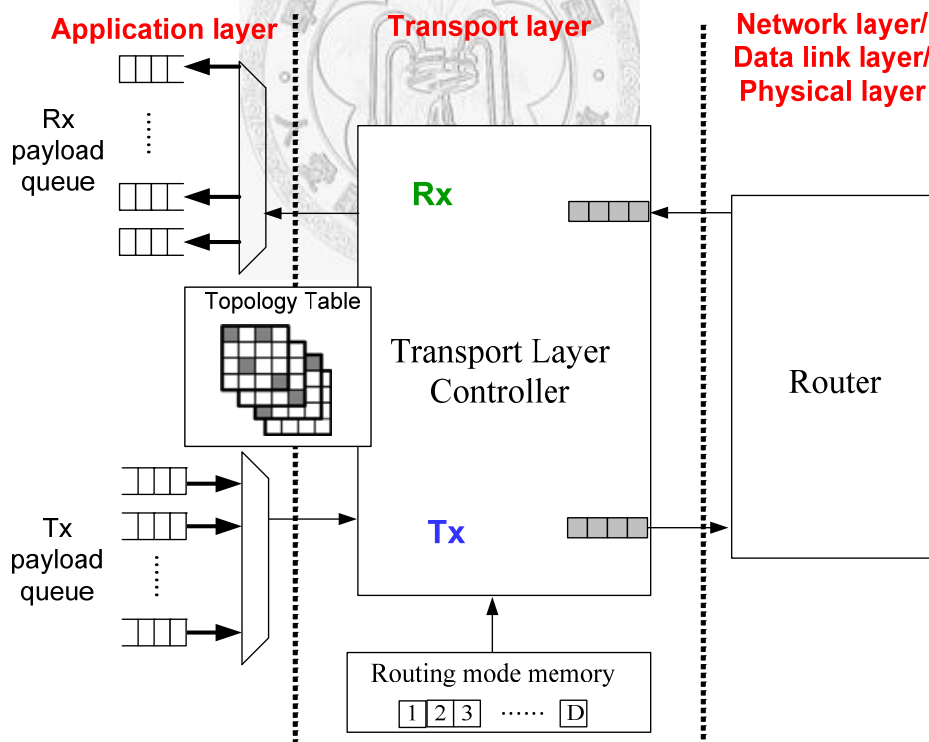 Application layer
Transport layer
Network layer/
Data link layer/
Physical layer
Rx
payload
queue
Rx
Topology Table
Transport Layer
Controller
Router
Tx
payload
queue
Tx
Routing mode memory
1 2 3 ...... D